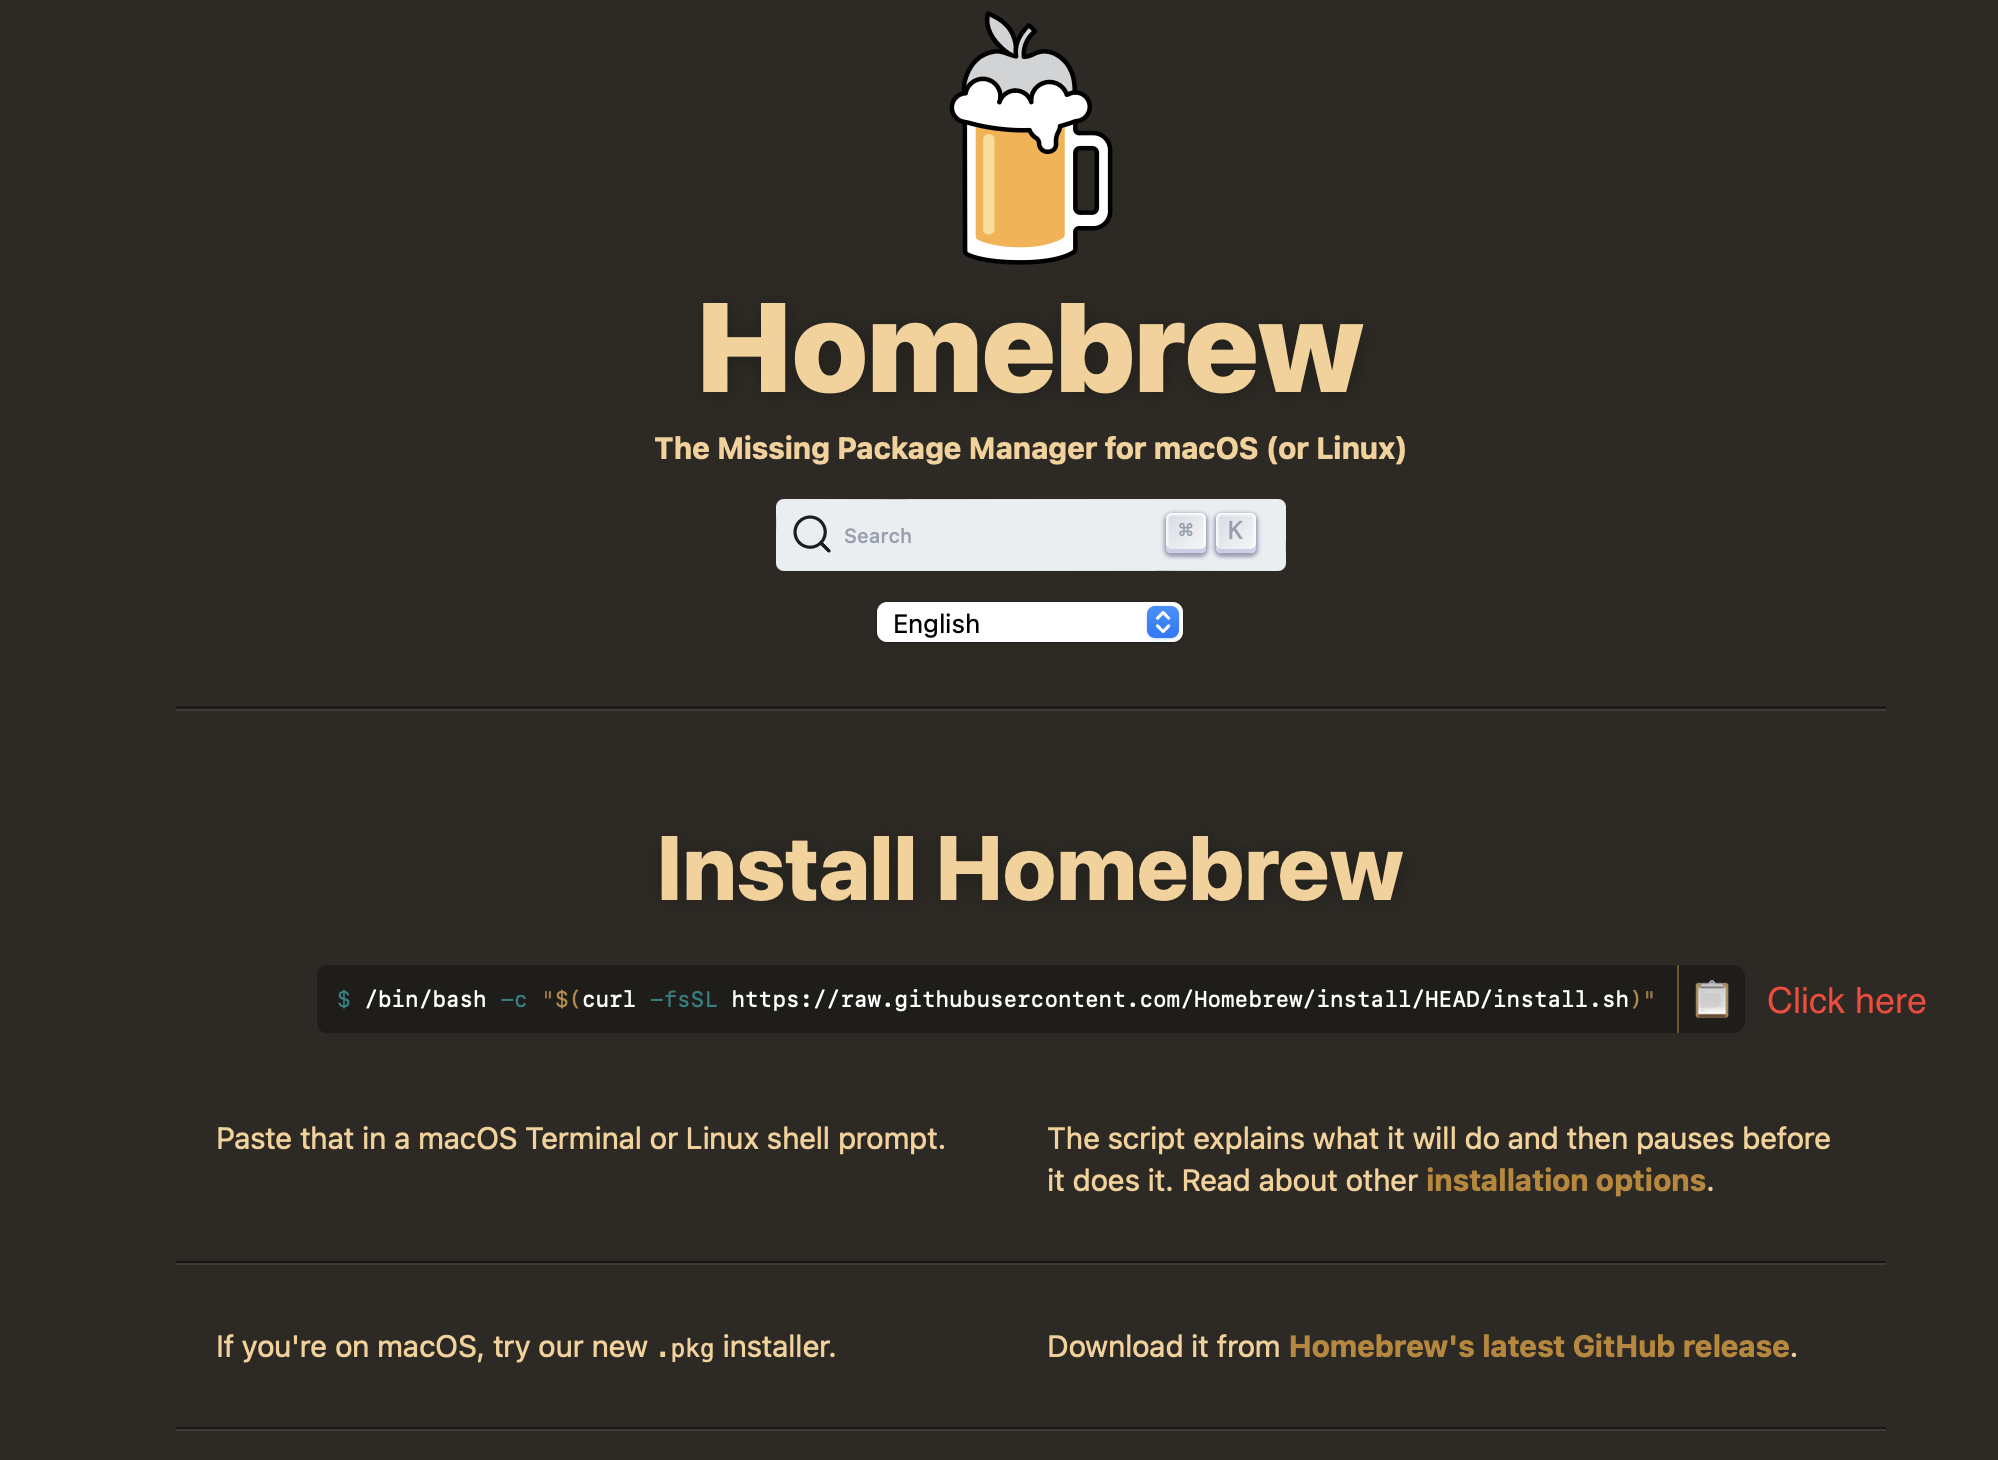 Homebrew
The Missing Package Manager for macOS (or Linux)
Search ⌘ K
English
Install Homebrew
$ /bin/bash -c "$(curl -fsSL https://raw.githubusercontent.com/Homebrew/install/HEAD/install.sh)"
Click here
Paste that in a macOS Terminal or Linux shell prompt.
The script explains what it will do and then pauses before
it does it. Read about other installation options.
If you're on macOS, try our new .pkg installer.
Download it from Homebrew's latest GitHub release.